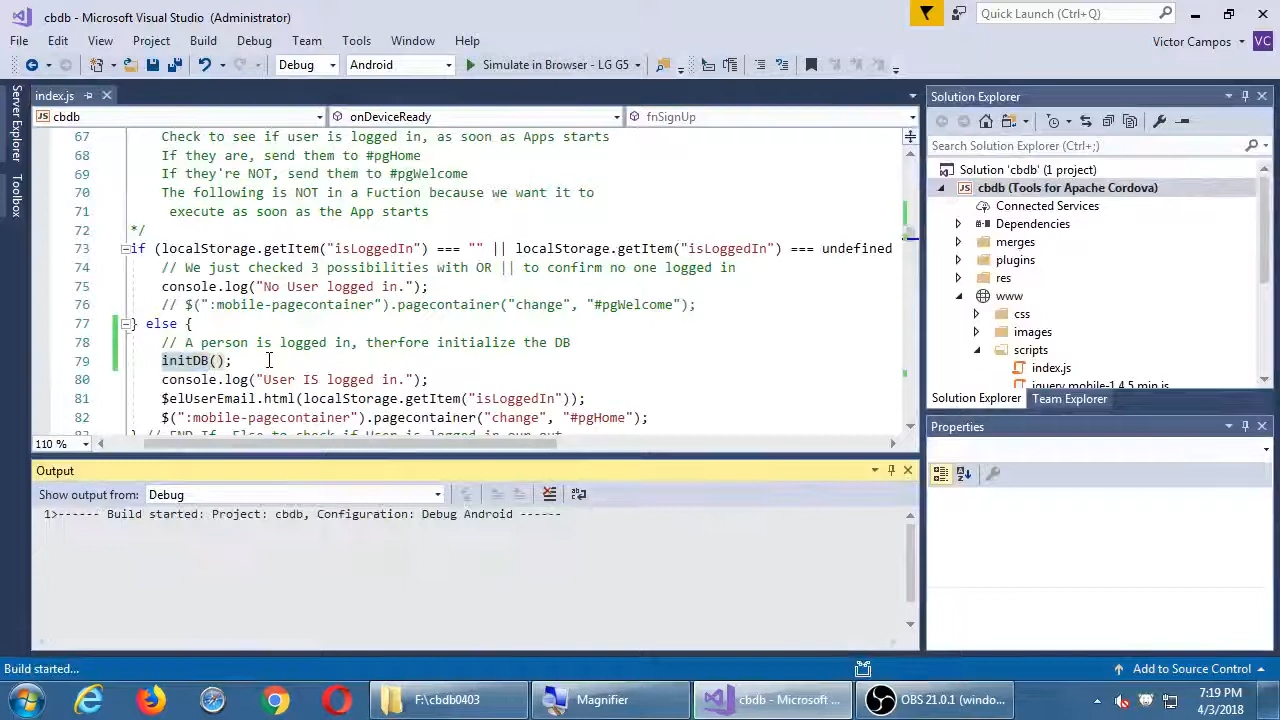 cbdb - Microsoft Visual Studio (Administrator)
Quick Launch (Ctrl+Q)
File Edit View Project Build Debug Team Tools Window Help
Victor Campos VC
Debug Android Simulate in Browser - LG G5
Server Explorer
Toolbox
index.js
cbdb onDeviceReady fnSignUp
67 Check to see if user is logged in, as soon as Apps starts
68 If they are, send them to #pgHome
69 If they're NOT, send them to #pgWelcome
70 The following is NOT in a Fuction because we want it to
71 execute as soon as the App starts
72 */
73 if (localStorage.getItem("isLoggedIn") === "" || localStorage.getItem("isLoggedIn") === undefined
74 // We just checked 3 possibilities with OR || to confirm no one logged in
75 console.log("No User logged in.");
76 // $(":mobile-pagecontainer").pagecontainer("change", "#pgWelcome");
77 } else {
78 // A person is logged in, therfore initialize the DB
79 initDB();
80 console.log("User IS logged in.");
81 $elUserEmail.html(localStorage.getItem("isLoggedIn"));
82 $(":mobile-pagecontainer").pagecontainer("change", "#pgHome");
110 %
Output
Show output from: Debug
1>------ Build started: Project: cbdb, Configuration: Debug Android ------
Solution Explorer
Search Solution Explorer (Ctrl+;)
Solution 'cbdb' (1 project)
cbdb (Tools for Apache Cordova)
Connected Services
Dependencies
merges
plugins
res
www
css
images
scripts
index.js
jquery.mobile-1.4.5.min.js
Solution Explorer Team Explorer
Properties
Build started...
Add to Source Control
F:\cbdb0403
Magnifier
cbdb - Microsoft ...
OBS 21.0.1 (windo...
7:19 PM
4/3/2018